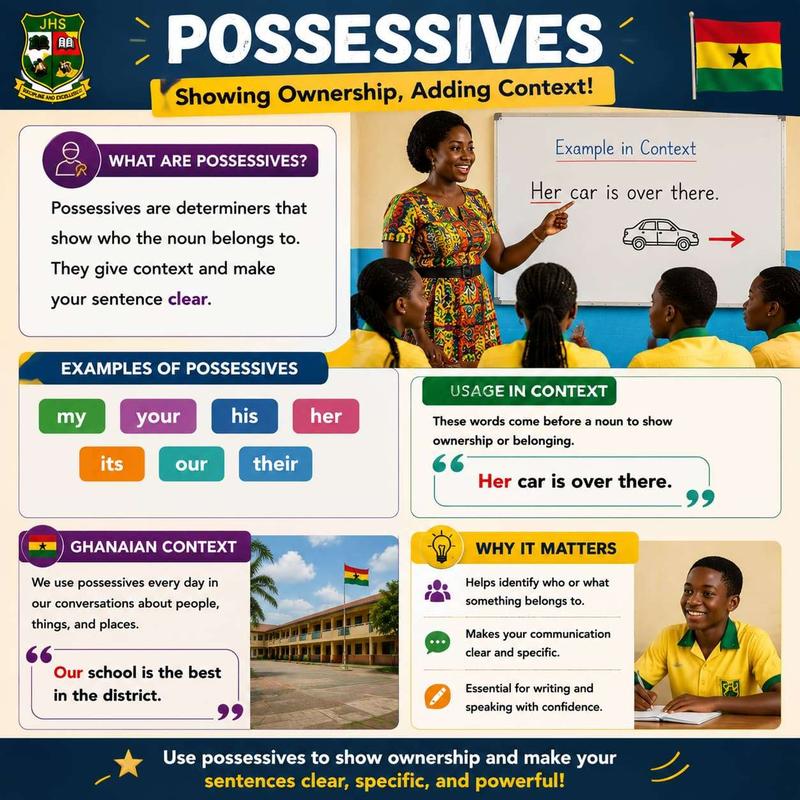 JHS
DISCIPLINE AND EXCELLENCE
POSSESSIVES
Showing Ownership, Adding Context!
WHAT ARE POSSESSIVES?
Possessives are determiners that
show who the noun belongs to.
They give context and make
your sentence clear.
Example in Context
Her car is over there.
EXAMPLES OF POSSESSIVES
my your his her
its our their
USAGE IN CONTEXT
These words come before a noun to show
ownership or belonging.
“Her car is over there.”
GHANAIAN CONTEXT
We use possessives every day in
our conversations about people,
things, and places.
“Our school is the best
in the district.”
WHY IT MATTERS
Helps identify who or what
something belongs to.
Makes your communication
clear and specific.
Essential for writing and
speaking with confidence.
Use possessives to show ownership and make your
sentences clear, specific, and powerful!